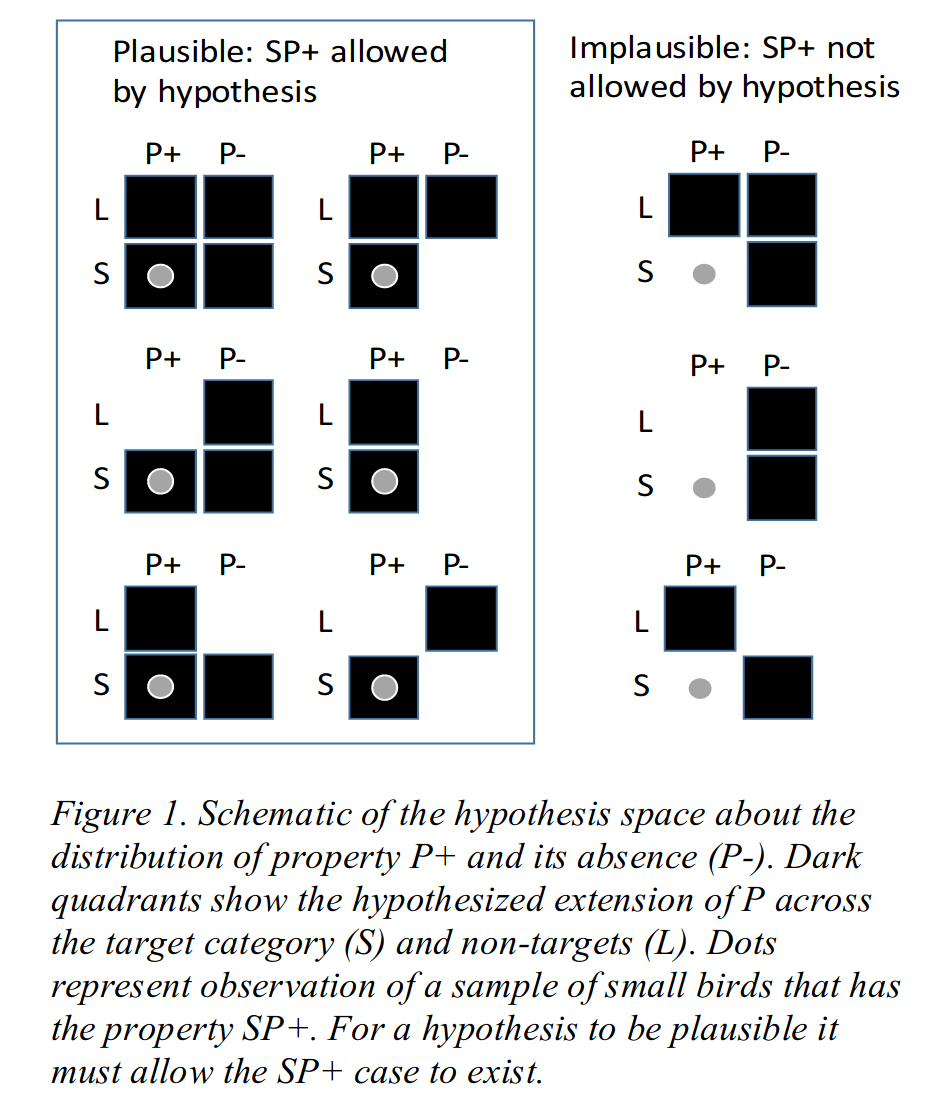 Plausible: SP+ allowed
by hypothesis
Implausible: SP+ not
allowed by hypothesis
P+ P-
L
S
P+ P-
L
S
P+ P-
L
S
P+ P-
L
S
P+ P-
L
S
P+ P-
L
S
P+ P-
L
S
P+ P-
L
S
P+ P-
L
S
Figure 1. Schematic of the hypothesis space about the
distribution of property P+ and its absence (P-). Dark
quadrants show the hypothesized extension of P across
the target category (S) and non-targets (L). Dots
represent observation of a sample of small birds that has
the property SP+. For a hypothesis to be plausible it
must allow the SP+ case to exist.